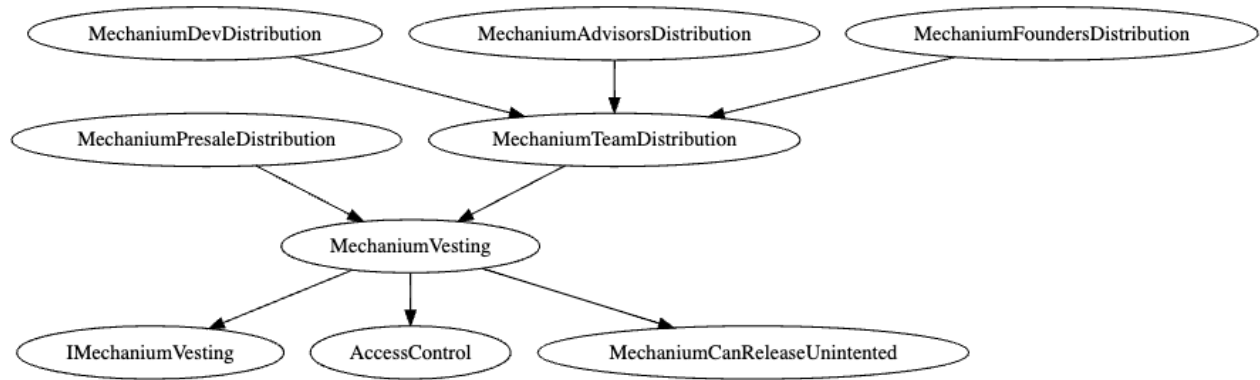 MechaniumDevDistribution
MechaniumAdvisorsDistribution
MechaniumFoundersDistribution
MechaniumPresaleDistribution
MechaniumTeamDistribution
MechaniumVesting
IMechaniumVesting
AccessControl
MechaniumCanReleaseUnintented